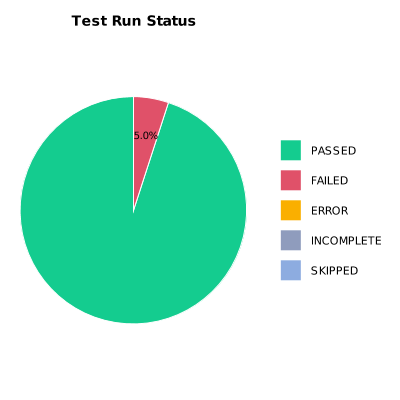 Test Run Status
5.0%
PASSED
FAILED
ERROR
INCOMPLETE
SKIPPED